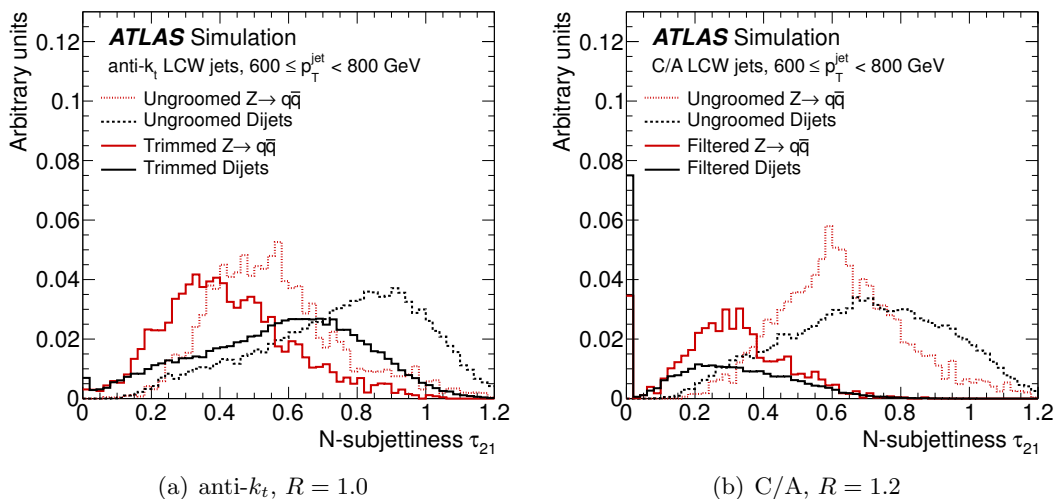 Arbitrary units
0.12
0.1
0.08
0.06
0.04
0.02
0
ATLAS Simulation
anti-k_t LCW jets, 600 ≤ p_T^jet < 800 GeV
Ungroomed Z→ qq̄
Ungroomed Dijets
Trimmed Z→ qq̄
Trimmed Dijets
0 0.2 0.4 0.6 0.8 1 1.2
N-subjettiness τ_21
(a) anti-k_t, R = 1.0
Arbitrary units
0.12
0.1
0.08
0.06
0.04
0.02
0
ATLAS Simulation
C/A LCW jets, 600 ≤ p_T^jet < 800 GeV
Ungroomed Z→ qq̄
Ungroomed Dijets
Filtered Z→ qq̄
Filtered Dijets
0 0.2 0.4 0.6 0.8 1 1.2
N-subjettiness τ_21
(b) C/A, R = 1.2